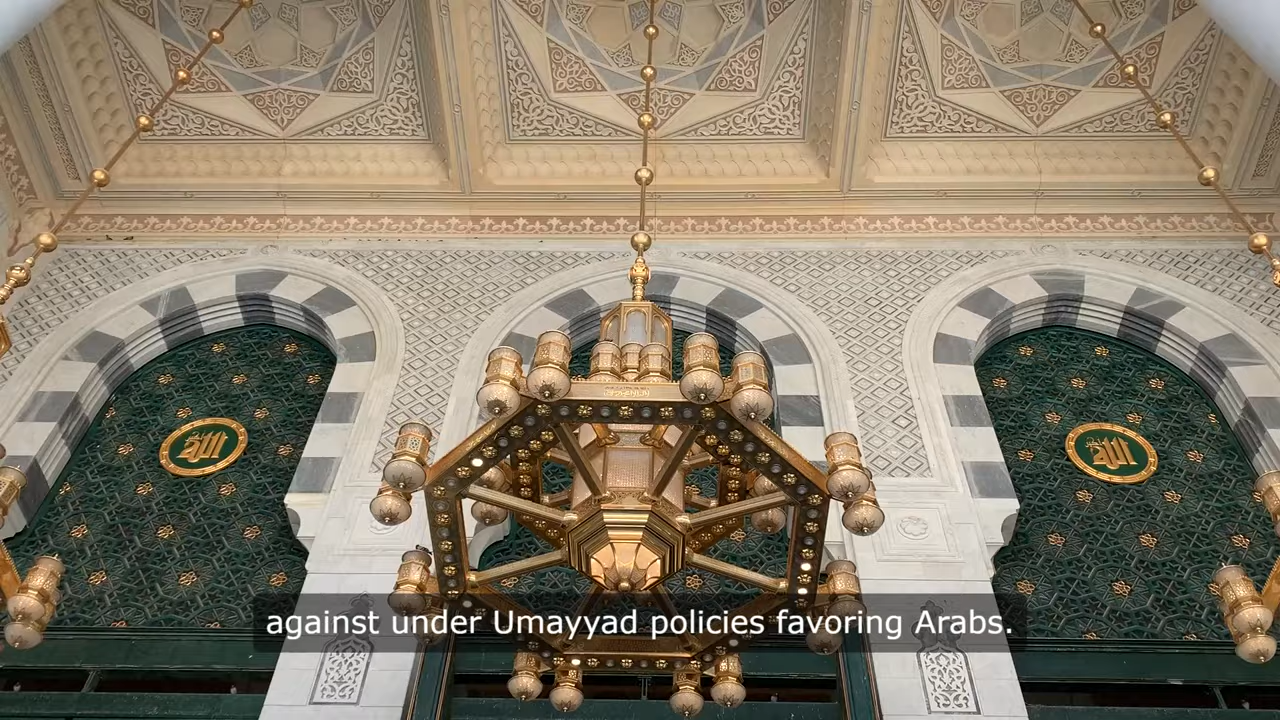 الله
الله
against under Umayyad policies favoring Arabs.